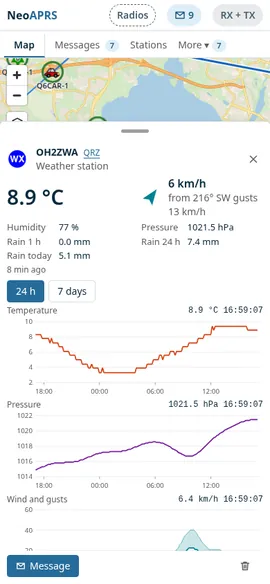 NeoAPRS
Radios
9
RX + TX
Map
Messages 7
Stations
More ▾ 7
+
−
Q6CAR-1
WX
OH2ZWA QRZ
Weather station
×
8.9 °C
6 km/h
from 216° SW gusts
13 km/h
Humidity 77 %
Pressure 1021.5 hPa
Rain 1 h 0.0 mm
Rain 24 h 7.4 mm
Rain today 5.1 mm
8 min ago
24 h
7 days
Temperature 8.9 °C 16:59:07
10
8
6
4
2
18:00 00:00 06:00 12:00
Pressure 1021.5 hPa 16:59:07
1022
1020
1018
1016
1014
18:00 00:00 06:00 12:00
Wind and gusts 6.4 km/h 16:59:07
60
40
20
Message